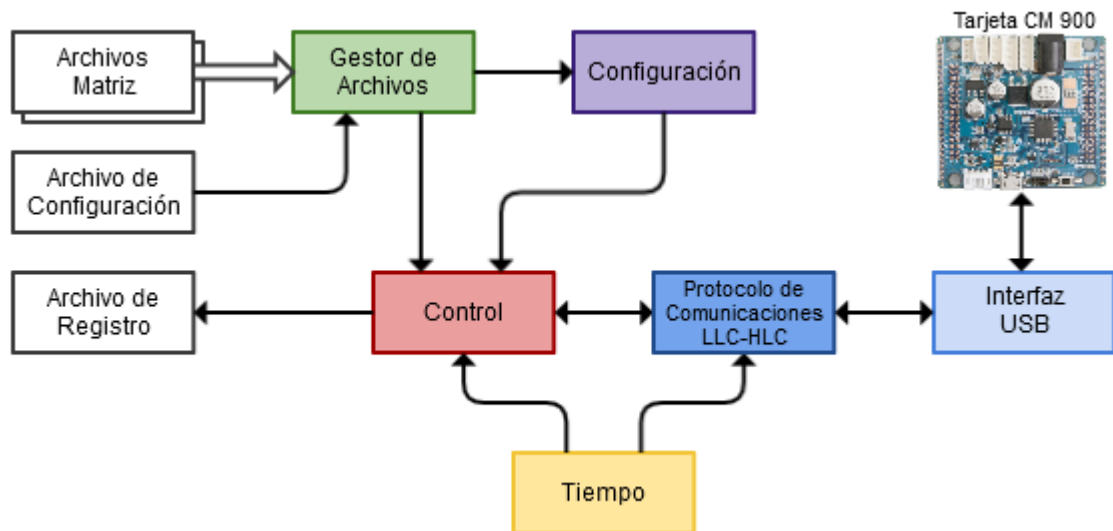 Tarjeta CM 900
Archivos
Matriz
Gestor de
Archivos
Configuración
Archivo de
Configuración
Archivo de
Registro
Control
Protocolo de
Comunicaciones
LLC-HLC
Interfaz
USB
Tiempo